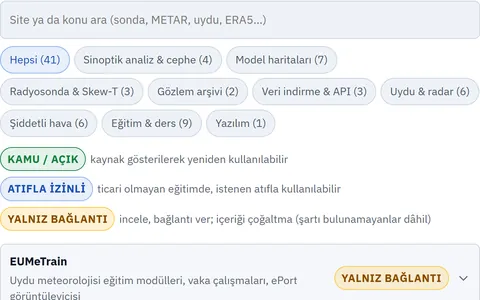 Site ya da konu ara (sonda, METAR, uydu, ERA5…)
Hepsi (41) Sinoptik analiz & cephe (4) Model haritaları (7)
Radyosonda & Skew-T (3) Gözlem arşivi (2) Veri indirme & API (3) Uydu & radar (6)
Şiddetli hava (6) Eğitim & ders (9) Yazılım (1)
KAMU / AÇIK kaynak gösterilerek yeniden kullanılabilir
ATIFLA İZİNLİ ticari olmayan eğitimde, istenen atıfla kullanılabilir
YALNIZ BAĞLANTI incele, bağlantı ver; içeriği çoğaltma (şartı bulunamayanlar dâhil)
EUMeTrain
Uydu meteorolojisi eğitim modülleri, vaka çalışmaları, ePort
görüntüleyicisi
YALNIZ BAĞLANTI